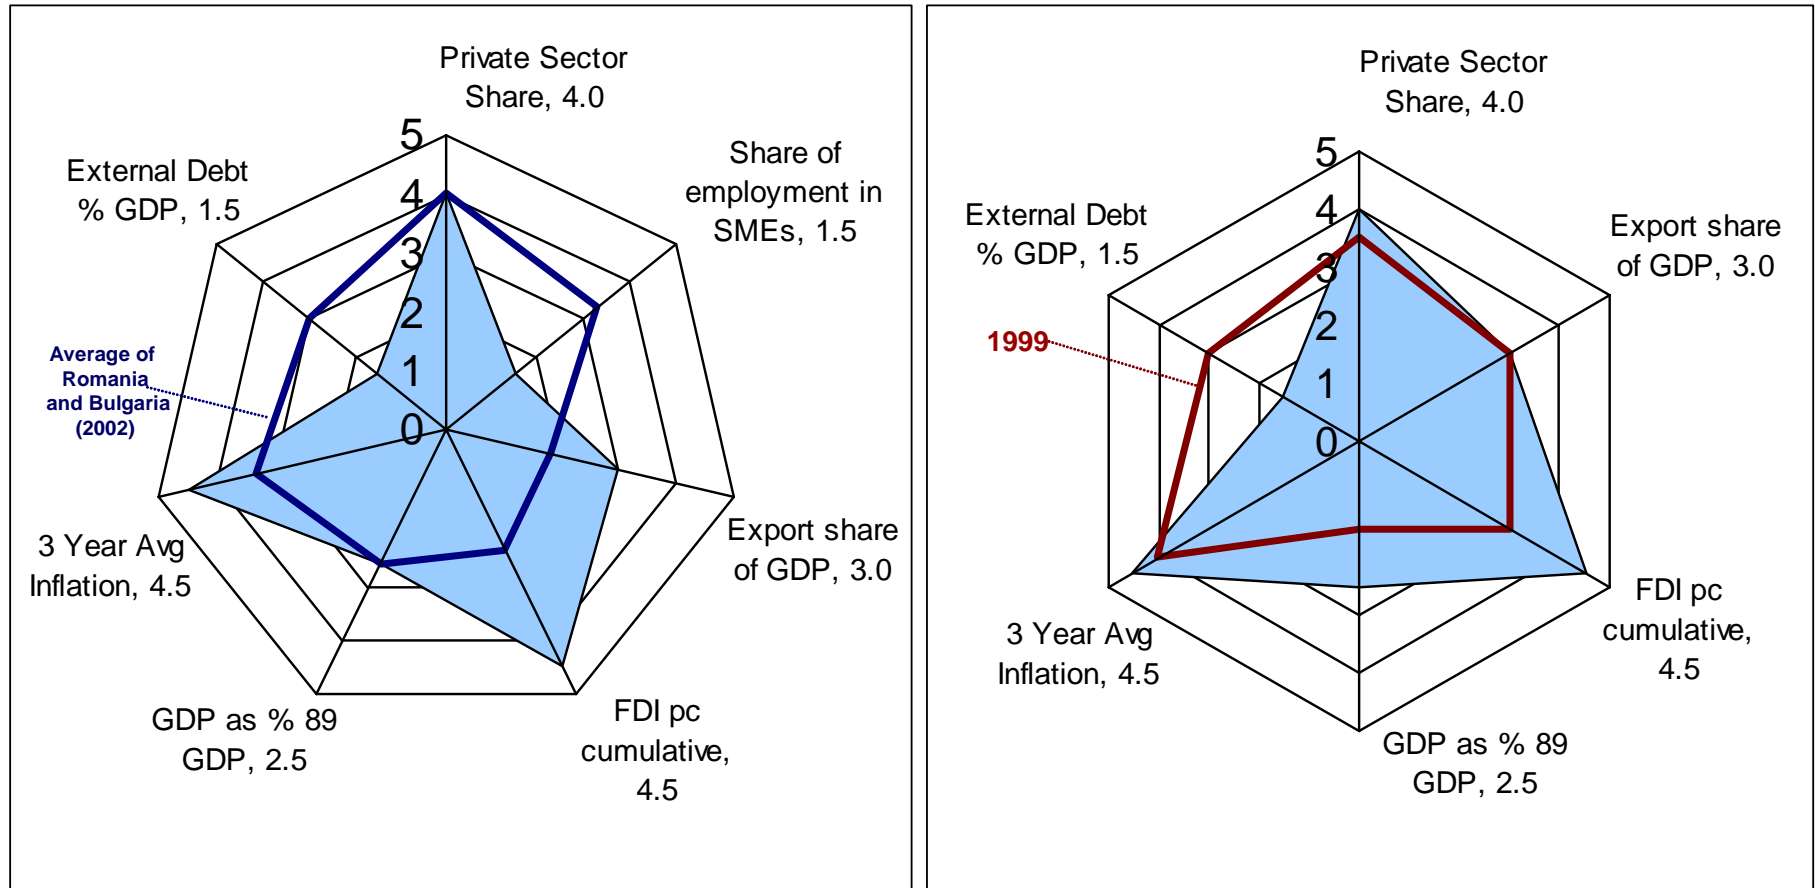 Private Sector
Share, 4.0
Share of
employment in
SMEs, 1.5
Export share
of GDP, 3.0
FDI pc
cumulative,
4.5
GDP as % 89
GDP, 2.5
3 Year Avg
Inflation, 4.5
External Debt
% GDP, 1.5
5
4
3
2
1
0
Average of
Romania
and Bulgaria
(2002)
Private Sector
Share, 4.0
Export share
of GDP, 3.0
FDI pc
cumulative,
4.5
GDP as % 89
GDP, 2.5
3 Year Avg
Inflation, 4.5
External Debt
% GDP, 1.5
5
4
3
2
1
0
1999